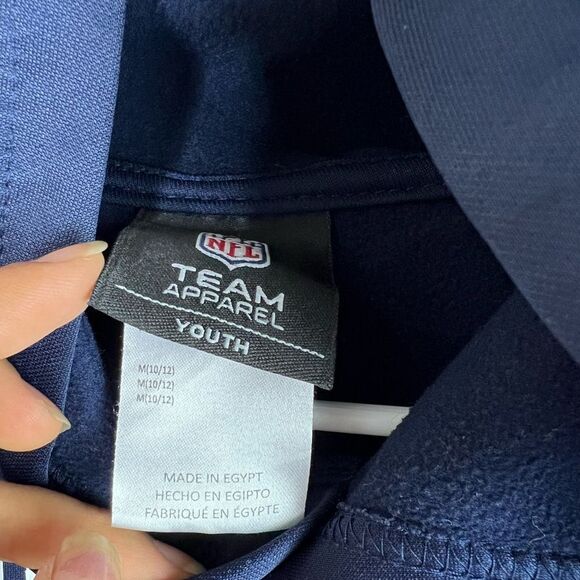 NFL
TEAM
APPAREL
YOUTH
M(10/12)
M(10/12)
M(10/12)
MADE IN EGYPT
HECHO EN EGIPTO
FABRIQUÉ EN ÉGYPTE